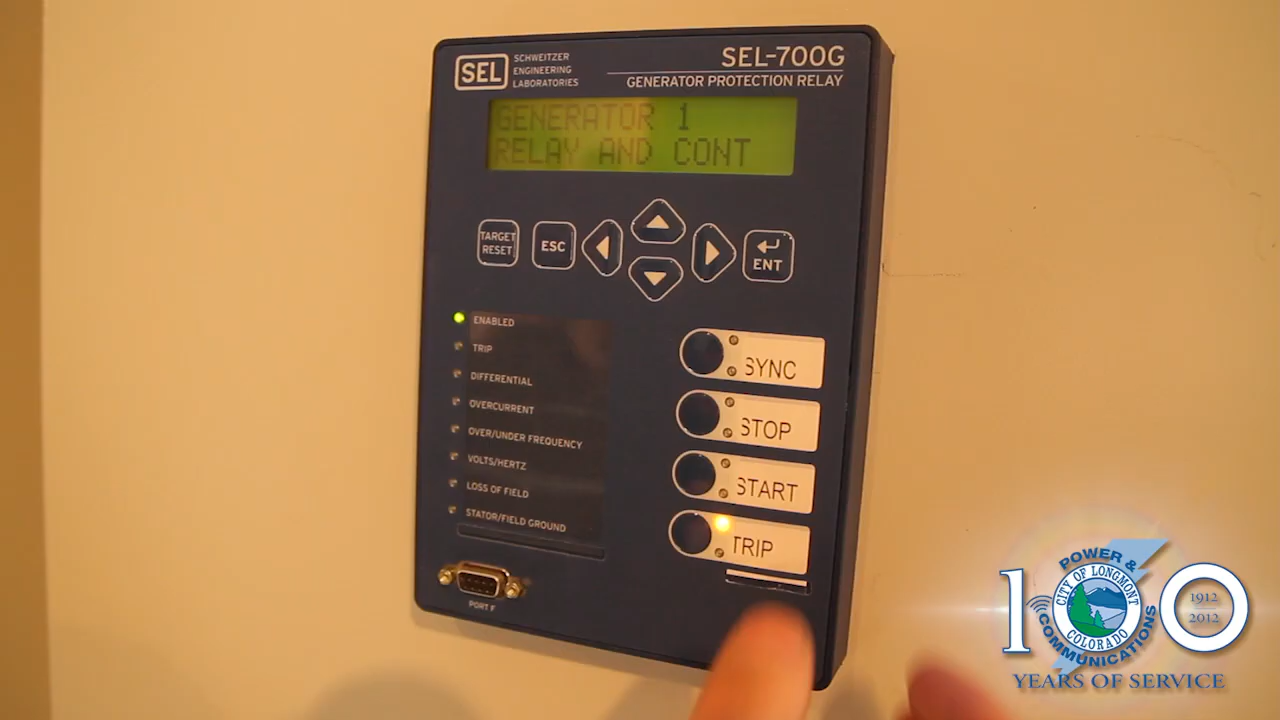 SEL
SCHWEITZER
ENGINEERING
LABORATORIES
SEL-700G
GENERATOR PROTECTION RELAY
GENERATOR 1
RELAY AND CONT
TARGET
RESET
ESC
ENT
ENABLED
TRIP
DIFFERENTIAL
OVERCURRENT
OVER/UNDER FREQUENCY
VOLTS/HERTZ
LOSS OF FIELD
STATOR/FIELD GROUND
PORT F
SYNC
STOP
START
TRIP
100
POWER &
COMMUNICATIONS
CITY OF LONGMONT
COLORADO
1912
2012
YEARS OF SERVICE